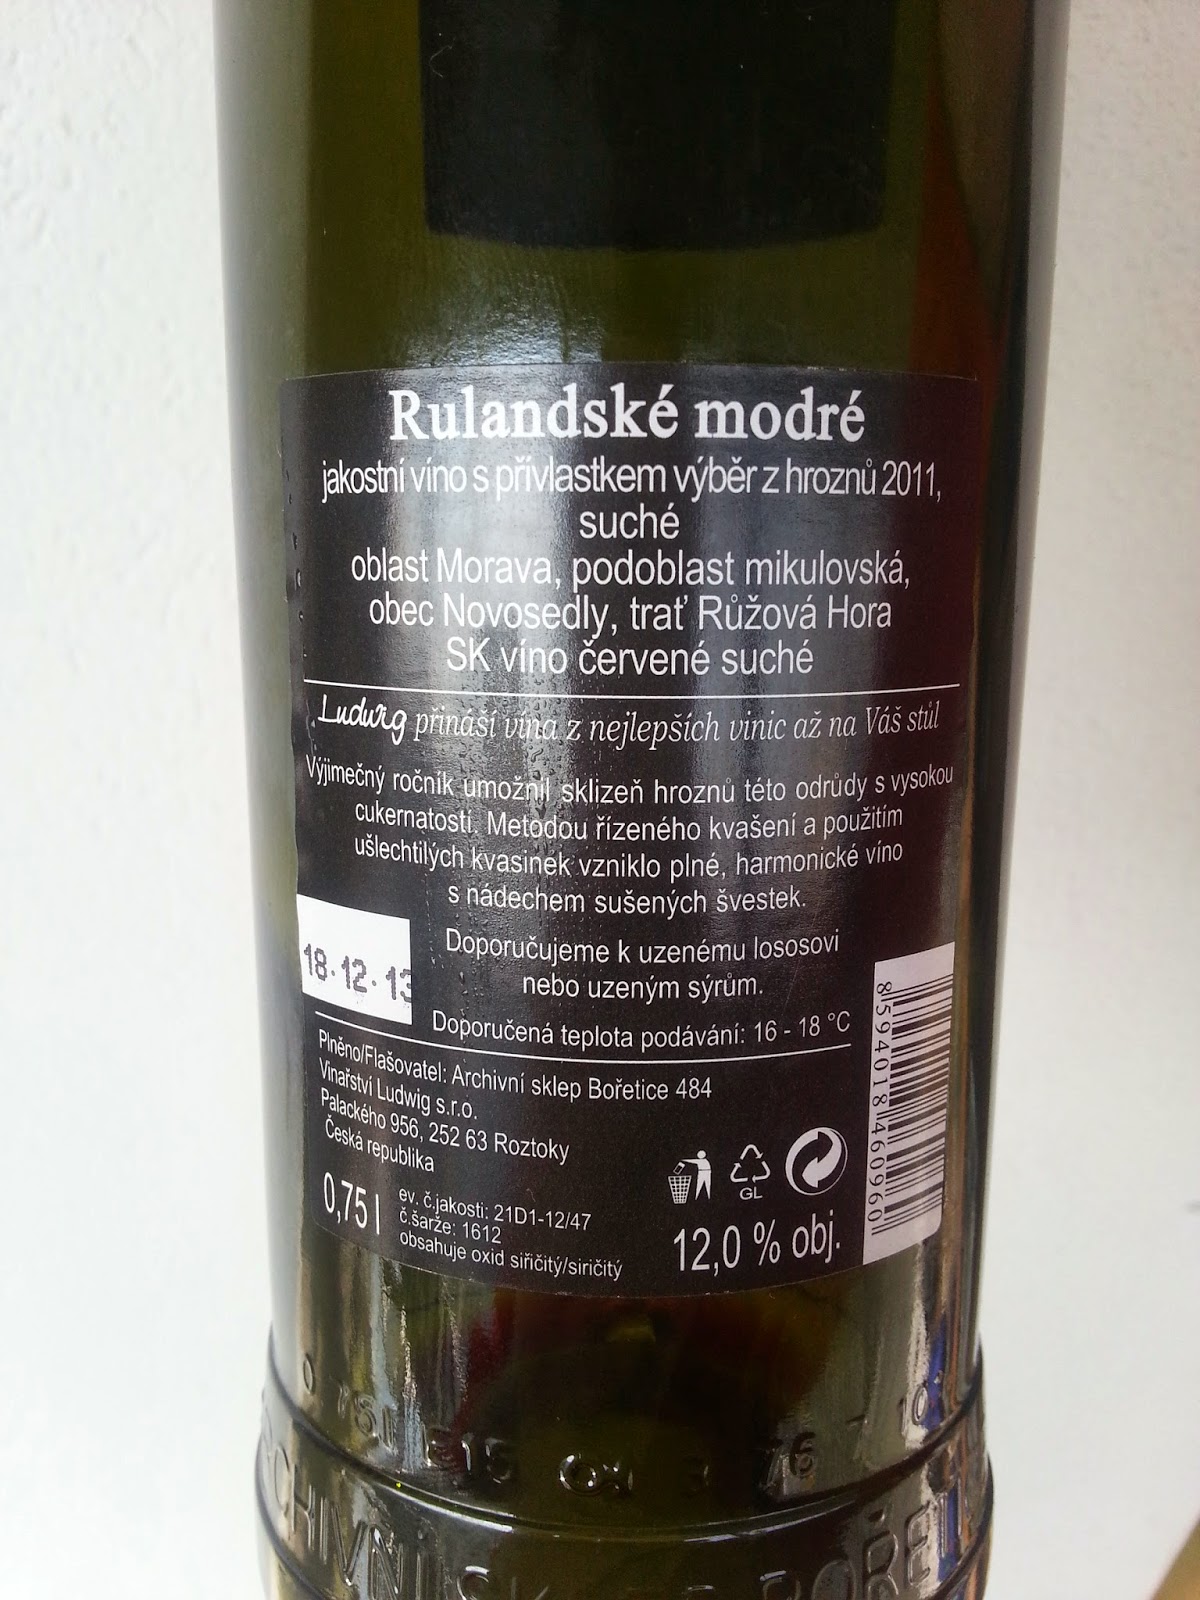 Rulandské modré
jakostní víno s přívlastkem výběr z hroznů 2011,
suché
oblast Morava, podoblast mikulovská,
obec Novosedly, trať Růžová Hora
SK víno červené suché
Ludwig přináší vína z nejlepších vinic až na Váš stůl
Výjimečný ročník umožnil sklizeň hroznů této odrůdy s vysokou
cukernatostí. Metodou řízeného kvašení a použitím
ušlechtilých kvasinek vzniklo plné, harmonické víno
s nádechem sušených švestek.
Doporučujeme k uzenému lososovi
nebo uzeným sýrům.
18.12.13
Doporučená teplota podávání: 16 - 18 °C
Plněno/Flašovatel: Archivní sklep Bořetice 484
Vinařství Ludwig s.r.o.
Palackého 956, 252 63 Roztoky
Česká republika
GL
0,75 l
ev. č.jakosti: 21D1-12/47
č.šarže: 1612
obsahuje oxid siřičitý/siričitý
12,0 % obj.
8594018460960